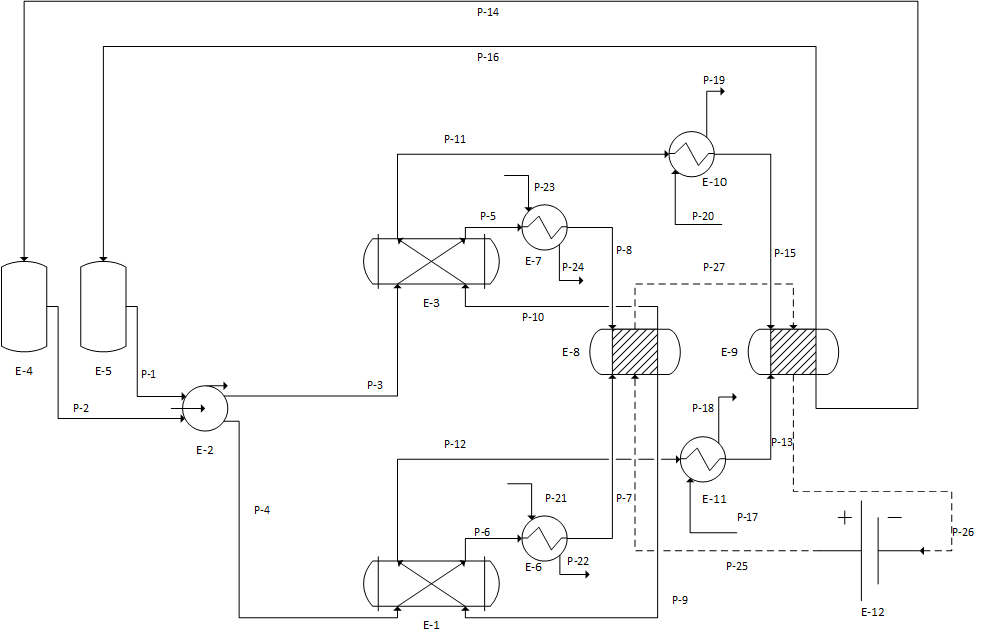 P-14
P-16
P-19
P-11
E-10
P-23
P-20
P-5
P-8
P-15
E-7
P-24
P-27
E-3
P-10
E-8
E-9
E-4
E-5
P-1
P-3
P-2
P-18
E-2
P-12
P-13
E-11
P-21
P-7
P-4
P-17
P-6
P-26
E-6
P-22
P-25
P-9
E-12
E-1
+
−